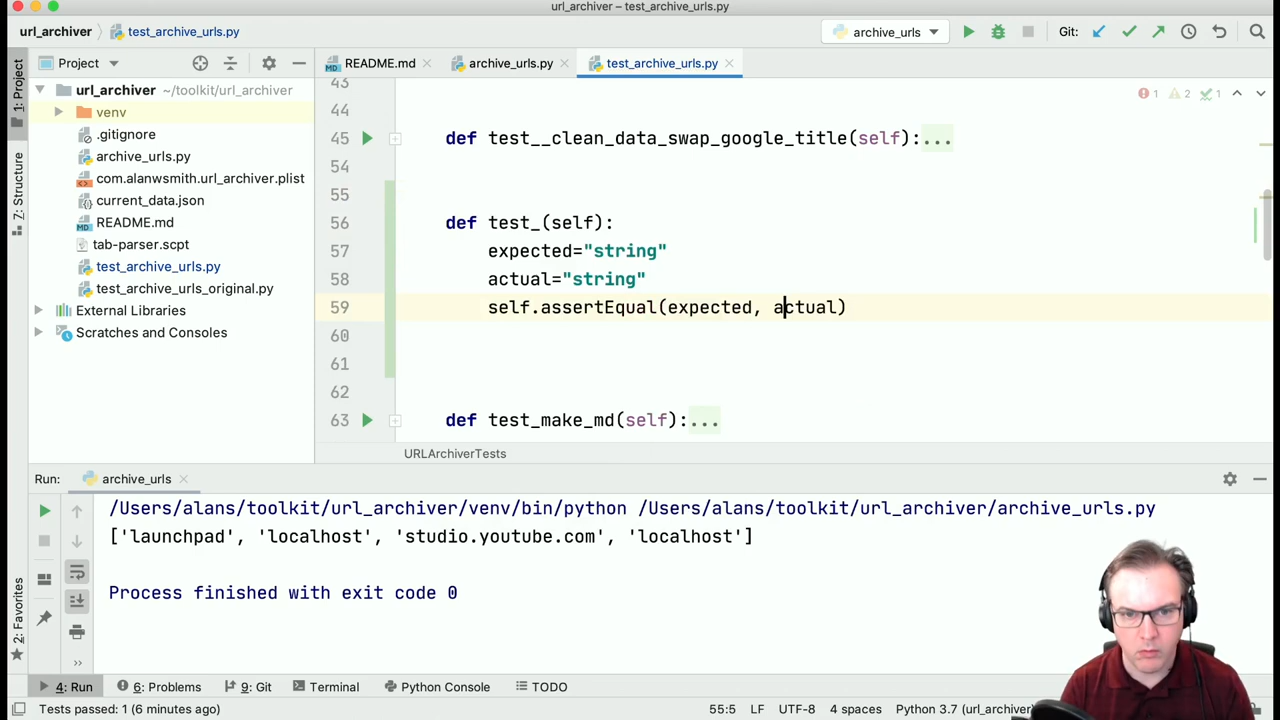 url_archiver – test_archive_urls.py
url_archiver
test_archive_urls.py
archive_urls
Git:
1: Project
7: Structure
2: Favorites
Project
url_archiver ~/toolkit/url_archiver
venv
.gitignore
archive_urls.py
com.alanwsmith.url_archiver.plist
current_data.json
README.md
tab-parser.scpt
test_archive_urls.py
test_archive_urls_original.py
External Libraries
Scratches and Consoles
README.md
archive_urls.py
test_archive_urls.py
1 2 1
43
44
45 def test__clean_data_swap_google_title(self):...
54
55
56 def test_(self):
57 expected="string"
58 actual="string"
59 self.assertEqual(expected, actual)
60
61
62
63 def test_make_md(self):...
URLArchiverTests
Run: archive_urls
/Users/alans/toolkit/url_archiver/venv/bin/python /Users/alans/toolkit/url_archiver/archive_urls.py
['launchpad', 'localhost', 'studio.youtube.com', 'localhost']
Process finished with exit code 0
4: Run
6: Problems
9: Git
Terminal
Python Console
TODO
Tests passed: 1 (6 minutes ago)
55:5 LF UTF-8 4 spaces Python 3.7 (url_archiver)